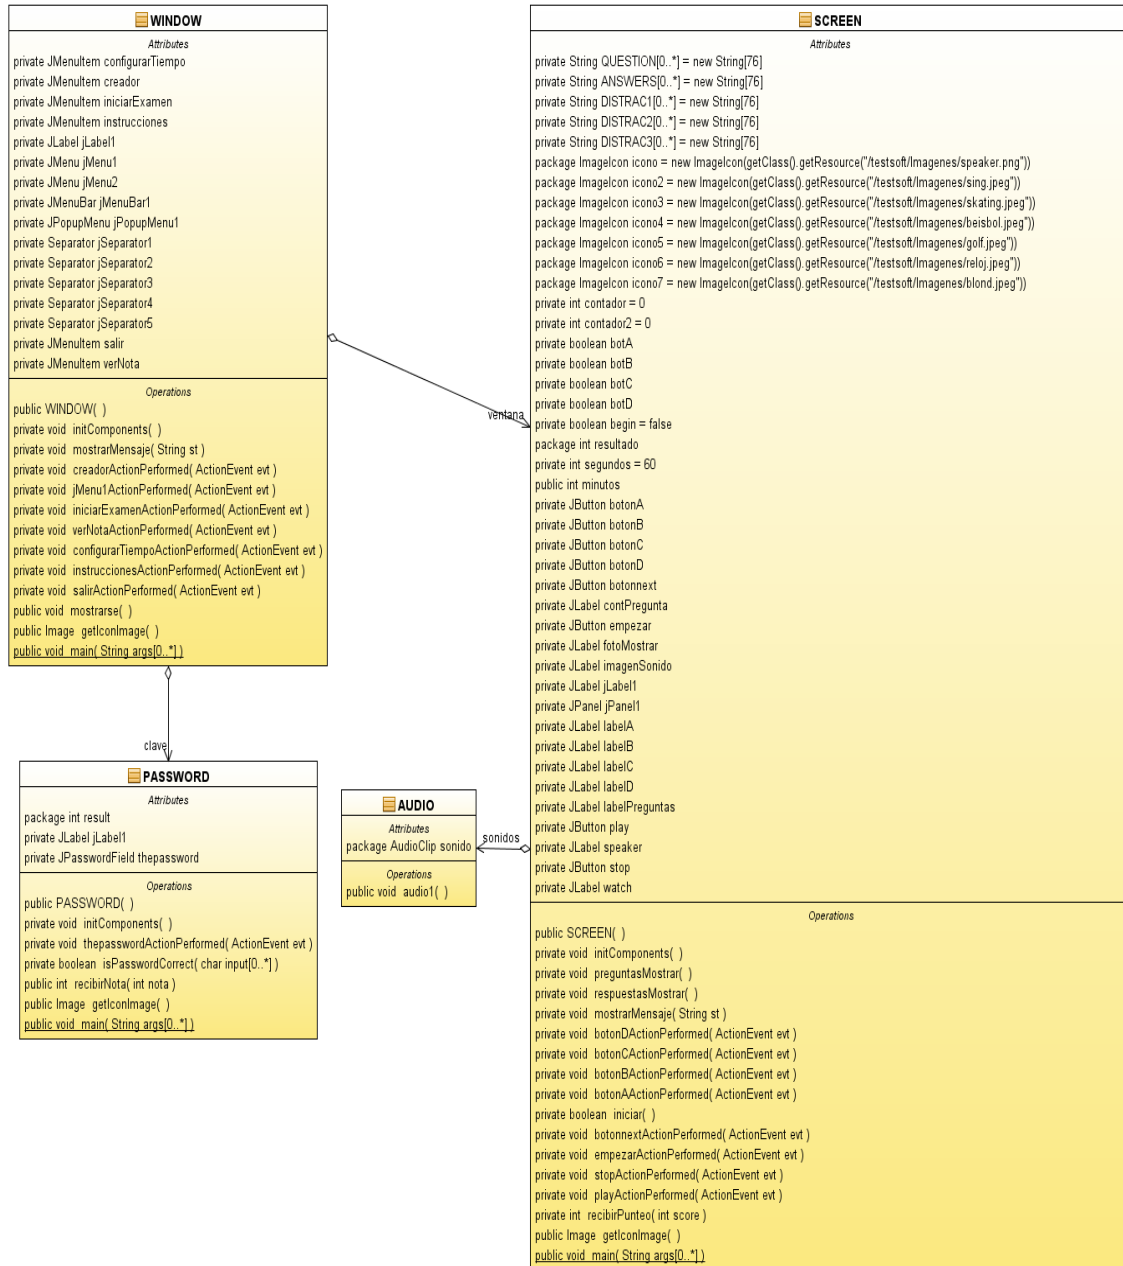 WINDOW
Attributes
private JMenuItem configurarTiempo
private JMenuItem creador
private JMenuItem iniciarExamen
private JMenuItem instrucciones
private JLabel jLabel1
private JMenu jMenu1
private JMenu jMenu2
private JMenuBar jMenuBar1
private JPopupMenu jPopupMenu1
private Separator jSeparator1
private Separator jSeparator2
private Separator jSeparator3
private Separator jSeparator4
private Separator jSeparator5
private JMenuItem salir
private JMenuItem verNota
Operations
public WINDOW( )
private void initComponents( )
private void mostrarMensaje( String st )
private void creadorActionPerformed( ActionEvent evt )
private void jMenu1ActionPerformed( ActionEvent evt )
private void iniciarExamenActionPerformed( ActionEvent evt )
private void verNotaActionPerformed( ActionEvent evt )
private void configurarTiempoActionPerformed( ActionEvent evt )
private void instruccionesActionPerformed( ActionEvent evt )
private void salirActionPerformed( ActionEvent evt )
public void mostrarse( )
public Image getIconImage( )
public void main( String args[0..*] )
ventana
clave
PASSWORD
Attributes
package int result
private JLabel jLabel1
private JPasswordField thepassword
Operations
public PASSWORD( )
private void initComponents( )
private void thepasswordActionPerformed( ActionEvent evt )
private boolean isPasswordCorrect( char input[0..*] )
public int recibirNota( int nota )
public Image getIconImage( )
public void main( String args[0..*] )
AUDIO
Attributes
package AudioClip sonido
Operations
public void audio1( )
sonidos
SCREEN
Attributes
private String QUESTION[0..*] = new String[76]
private String ANSWERS[0..*] = new String[76]
private String DISTRAC1[0..*] = new String[76]
private String DISTRAC2[0..*] = new String[76]
private String DISTRAC3[0..*] = new String[76]
package ImageIcon icono = new ImageIcon(getClass().getResource("/testsoft/Imagenes/speaker.png"))
package ImageIcon icono2 = new ImageIcon(getClass().getResource("/testsoft/Imagenes/sing.jpeg"))
package ImageIcon icono3 = new ImageIcon(getClass().getResource("/testsoft/Imagenes/skating.jpeg"))
package ImageIcon icono4 = new ImageIcon(getClass().getResource("/testsoft/Imagenes/beisbol.jpeg"))
package ImageIcon icono5 = new ImageIcon(getClass().getResource("/testsoft/Imagenes/golf.jpeg"))
package ImageIcon icono6 = new ImageIcon(getClass().getResource("/testsoft/Imagenes/reloj.jpeg"))
package ImageIcon icono7 = new ImageIcon(getClass().getResource("/testsoft/Imagenes/blond.jpeg"))
private int contador = 0
private int contador2 = 0
private boolean botA
private boolean botB
private boolean botC
private boolean botD
private boolean begin = false
package int resultado
private int segundos = 60
public int minutos
private JButton botonA
private JButton botonB
private JButton botonC
private JButton botonD
private JButton botonnext
private JLabel contPregunta
private JButton empezar
private JLabel fotoMostrar
private JLabel imagenSonido
private JLabel jLabel1
private JPanel jPanel1
private JLabel labelA
private JLabel labelB
private JLabel labelC
private JLabel labelD
private JLabel labelPreguntas
private JButton play
private JLabel speaker
private JButton stop
private JLabel watch
Operations
public SCREEN( )
private void initComponents( )
private void preguntasMostrar( )
private void respuestasMostrar( )
private void mostrarMensaje( String st )
private void botonDActionPerformed( ActionEvent evt )
private void botonCActionPerformed( ActionEvent evt )
private void botonBActionPerformed( ActionEvent evt )
private void botonAActionPerformed( ActionEvent evt )
private boolean iniciar( )
private void botonnextActionPerformed( ActionEvent evt )
private void empezarActionPerformed( ActionEvent evt )
private void stopActionPerformed( ActionEvent evt )
private void playActionPerformed( ActionEvent evt )
private int recibirPunteo( int score )
public Image getIconImage( )
public void main( String args[0..*] )